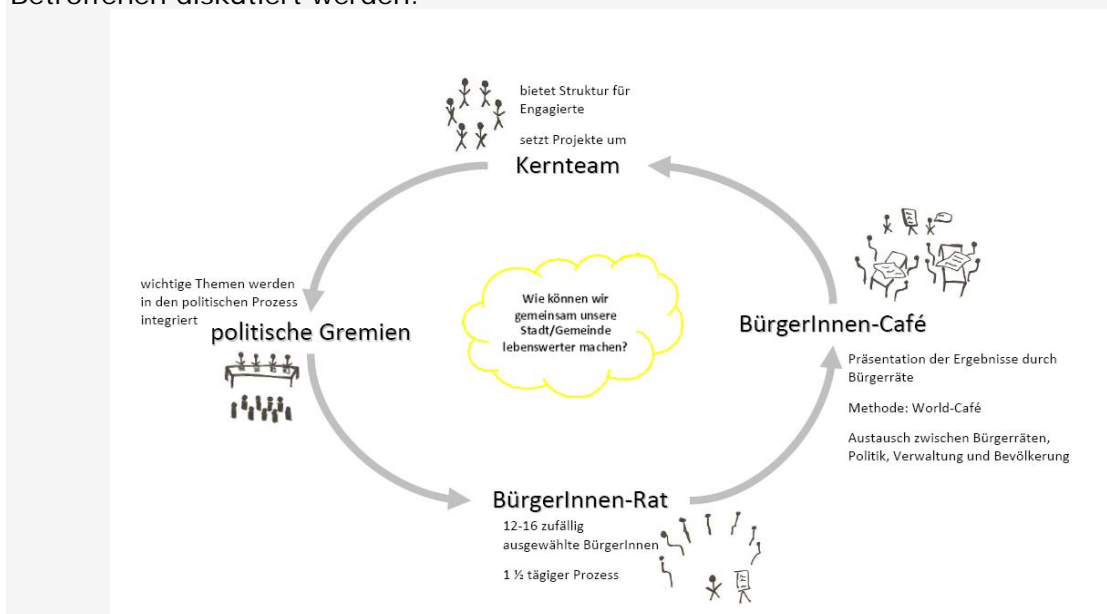 Betroffenen diskutiert werden.
bietet Struktur für
Engagierte
setzt Projekte um
Kernteam
wichtige Themen werden
in den politischen Prozess
integriert
politische Gremien
Wie können wir
gemeinsam unsere
Stadt/Gemeinde
lebenswerter machen?
BürgerInnen-Café
Präsentation der Ergebnisse durch
Bürgerräte
Methode: World-Café
Austausch zwischen Bürgerräten,
Politik, Verwaltung und Bevölkerung
BürgerInnen-Rat
12-16 zufällig
ausgewählte BürgerInnen
1 ½ tägiger Prozess